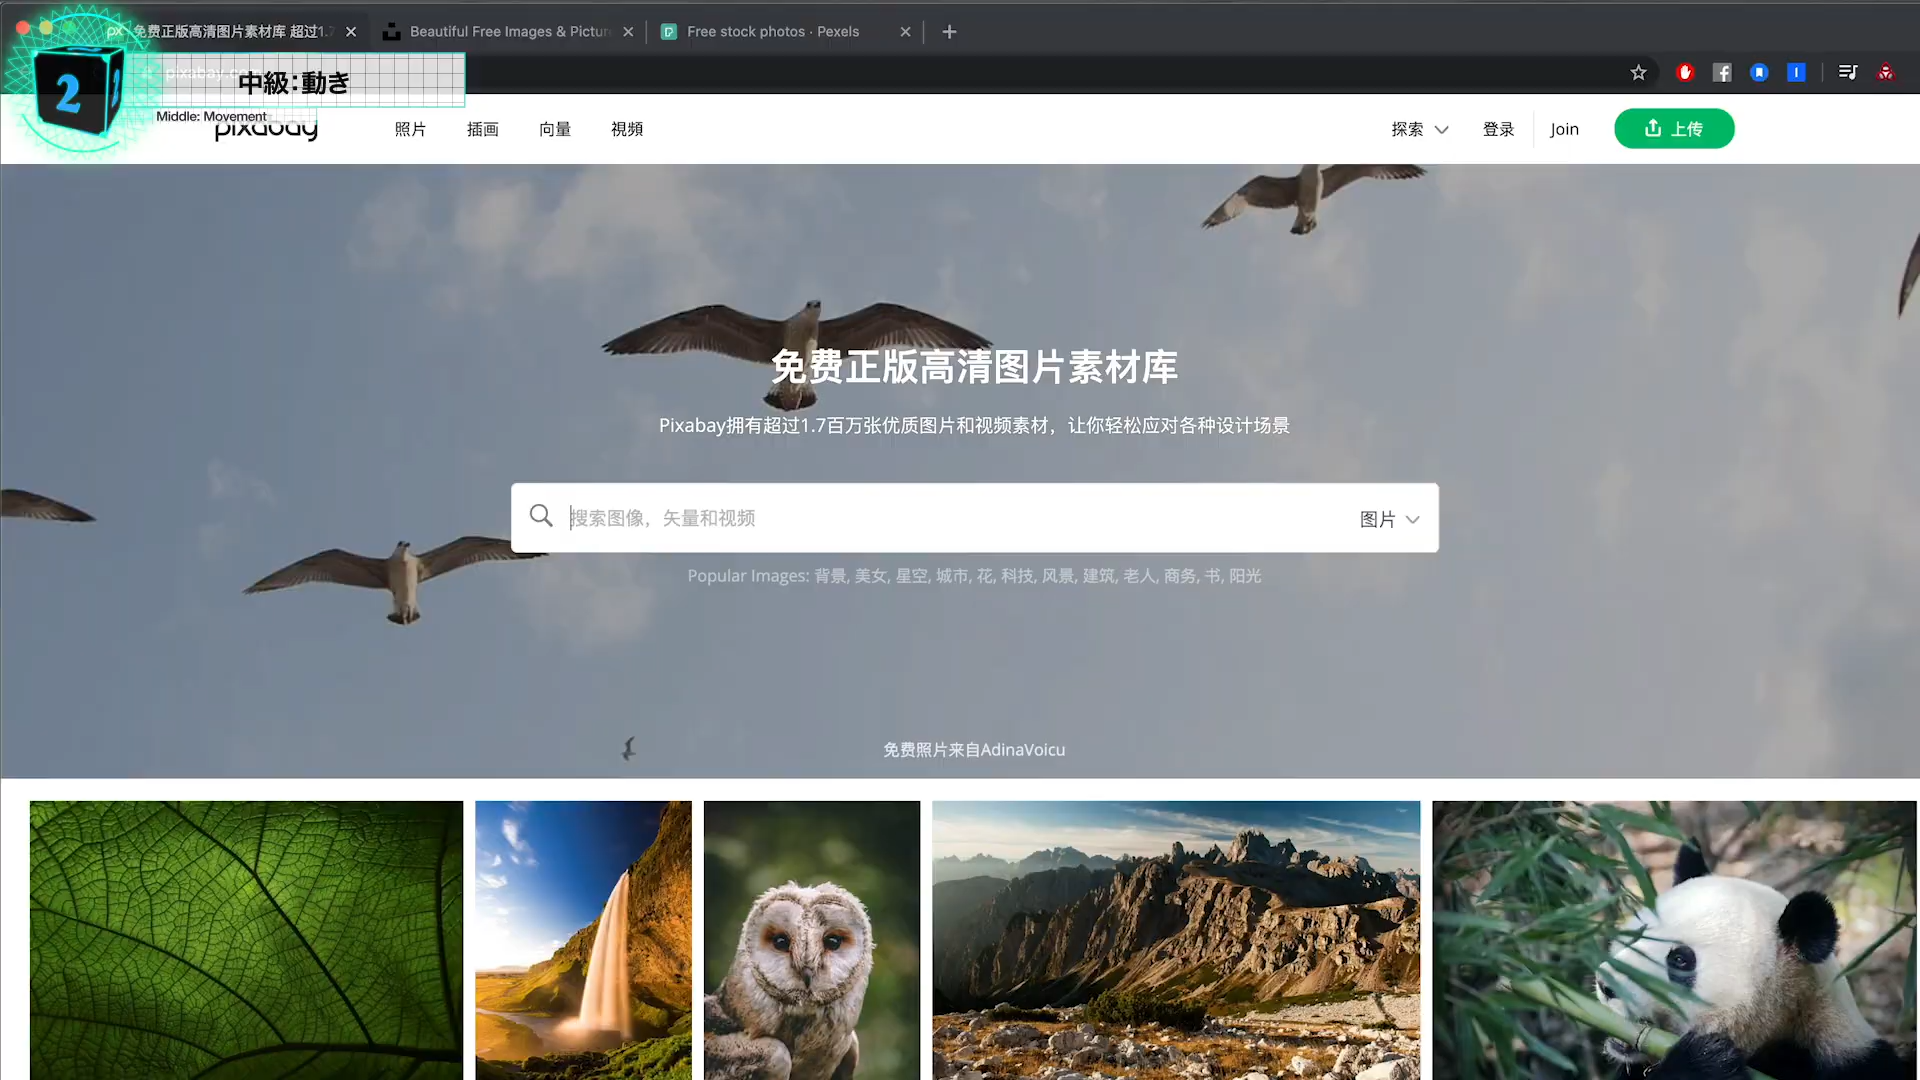 免费正版高清图片素材库 超过1.7
Beautiful Free Images & Pictur
Free stock photos · Pexels
pixabay.co
2
中級:動き
Middle: Movement
pixabay
照片
插画
向量
视频
探索
登录
Join
上传
免费正版高清图片素材库
Pixabay拥有超过1.7百万张优质图片和视频素材，让你轻松应对各种设计场景
搜索图像，矢量和视频
图片
Popular Images: 背景, 美女, 星空, 城市, 花, 科技, 风景, 建筑, 老人, 商务, 书, 阳光
免费照片来自AdinaVoicu